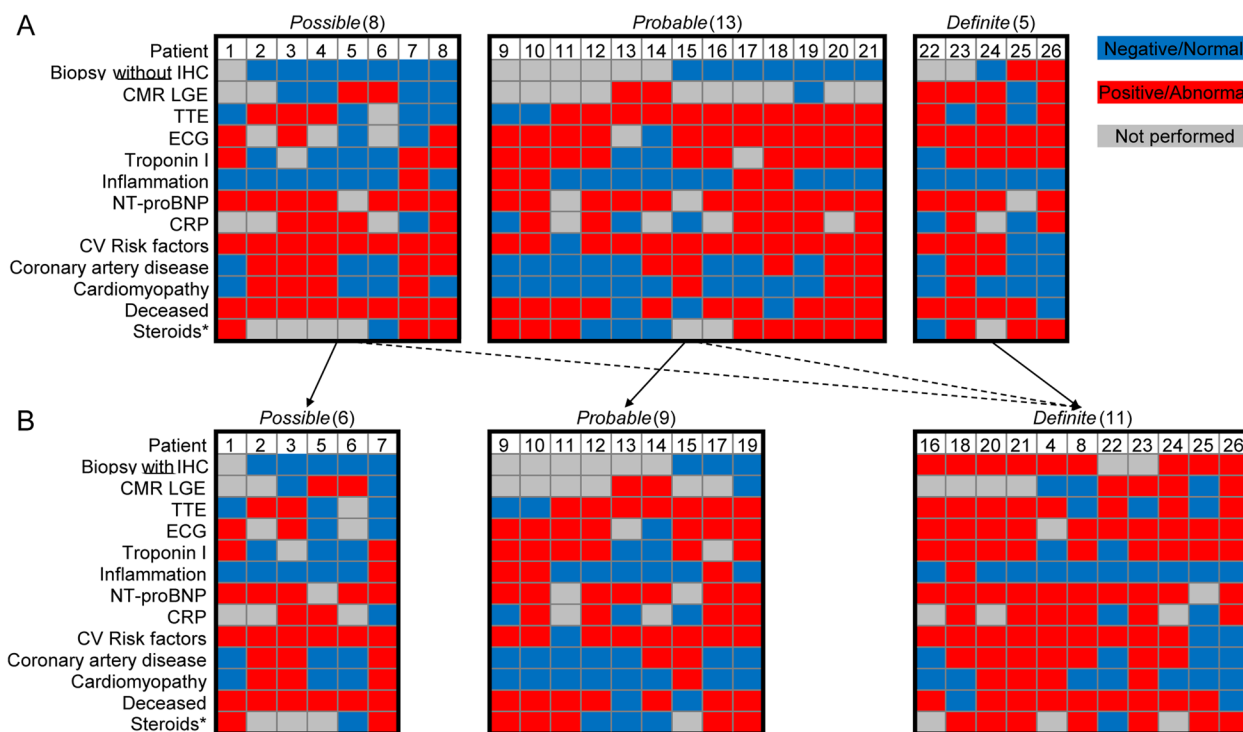 A
Possible(8)
Probable(13)
Definite(5)
Patient 1 2 3 4 5 6 7 8 9 10 11 12 13 14 15 16 17 18 19 20 21 22 23 24 25 26
Biopsy without IHC
CMR LGE
TTE
ECG
Troponin I
Inflammation
NT-proBNP
CRP
CV Risk factors
Coronary artery disease
Cardiomyopathy
Deceased
Steroids*
Negative/Normal
Positive/Abnorma
Not performed
B
Possible(6)
Probable(9)
Definite(11)
Patient 1 2 3 5 6 7 9 10 11 12 13 14 15 17 19 16 18 20 21 4 8 22 23 24 25 26
Biopsy with IHC
CMR LGE
TTE
ECG
Troponin I
Inflammation
NT-proBNP
CRP
CV Risk factors
Coronary artery disease
Cardiomyopathy
Deceased
Steroids*